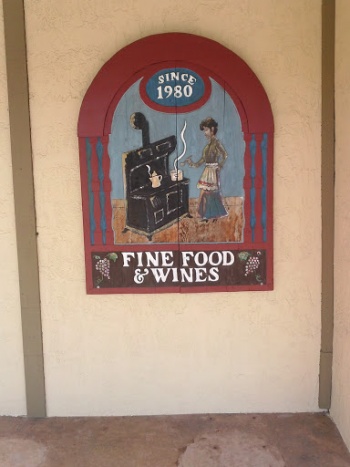 SINCE
1980
FINE FOOD
& WINES